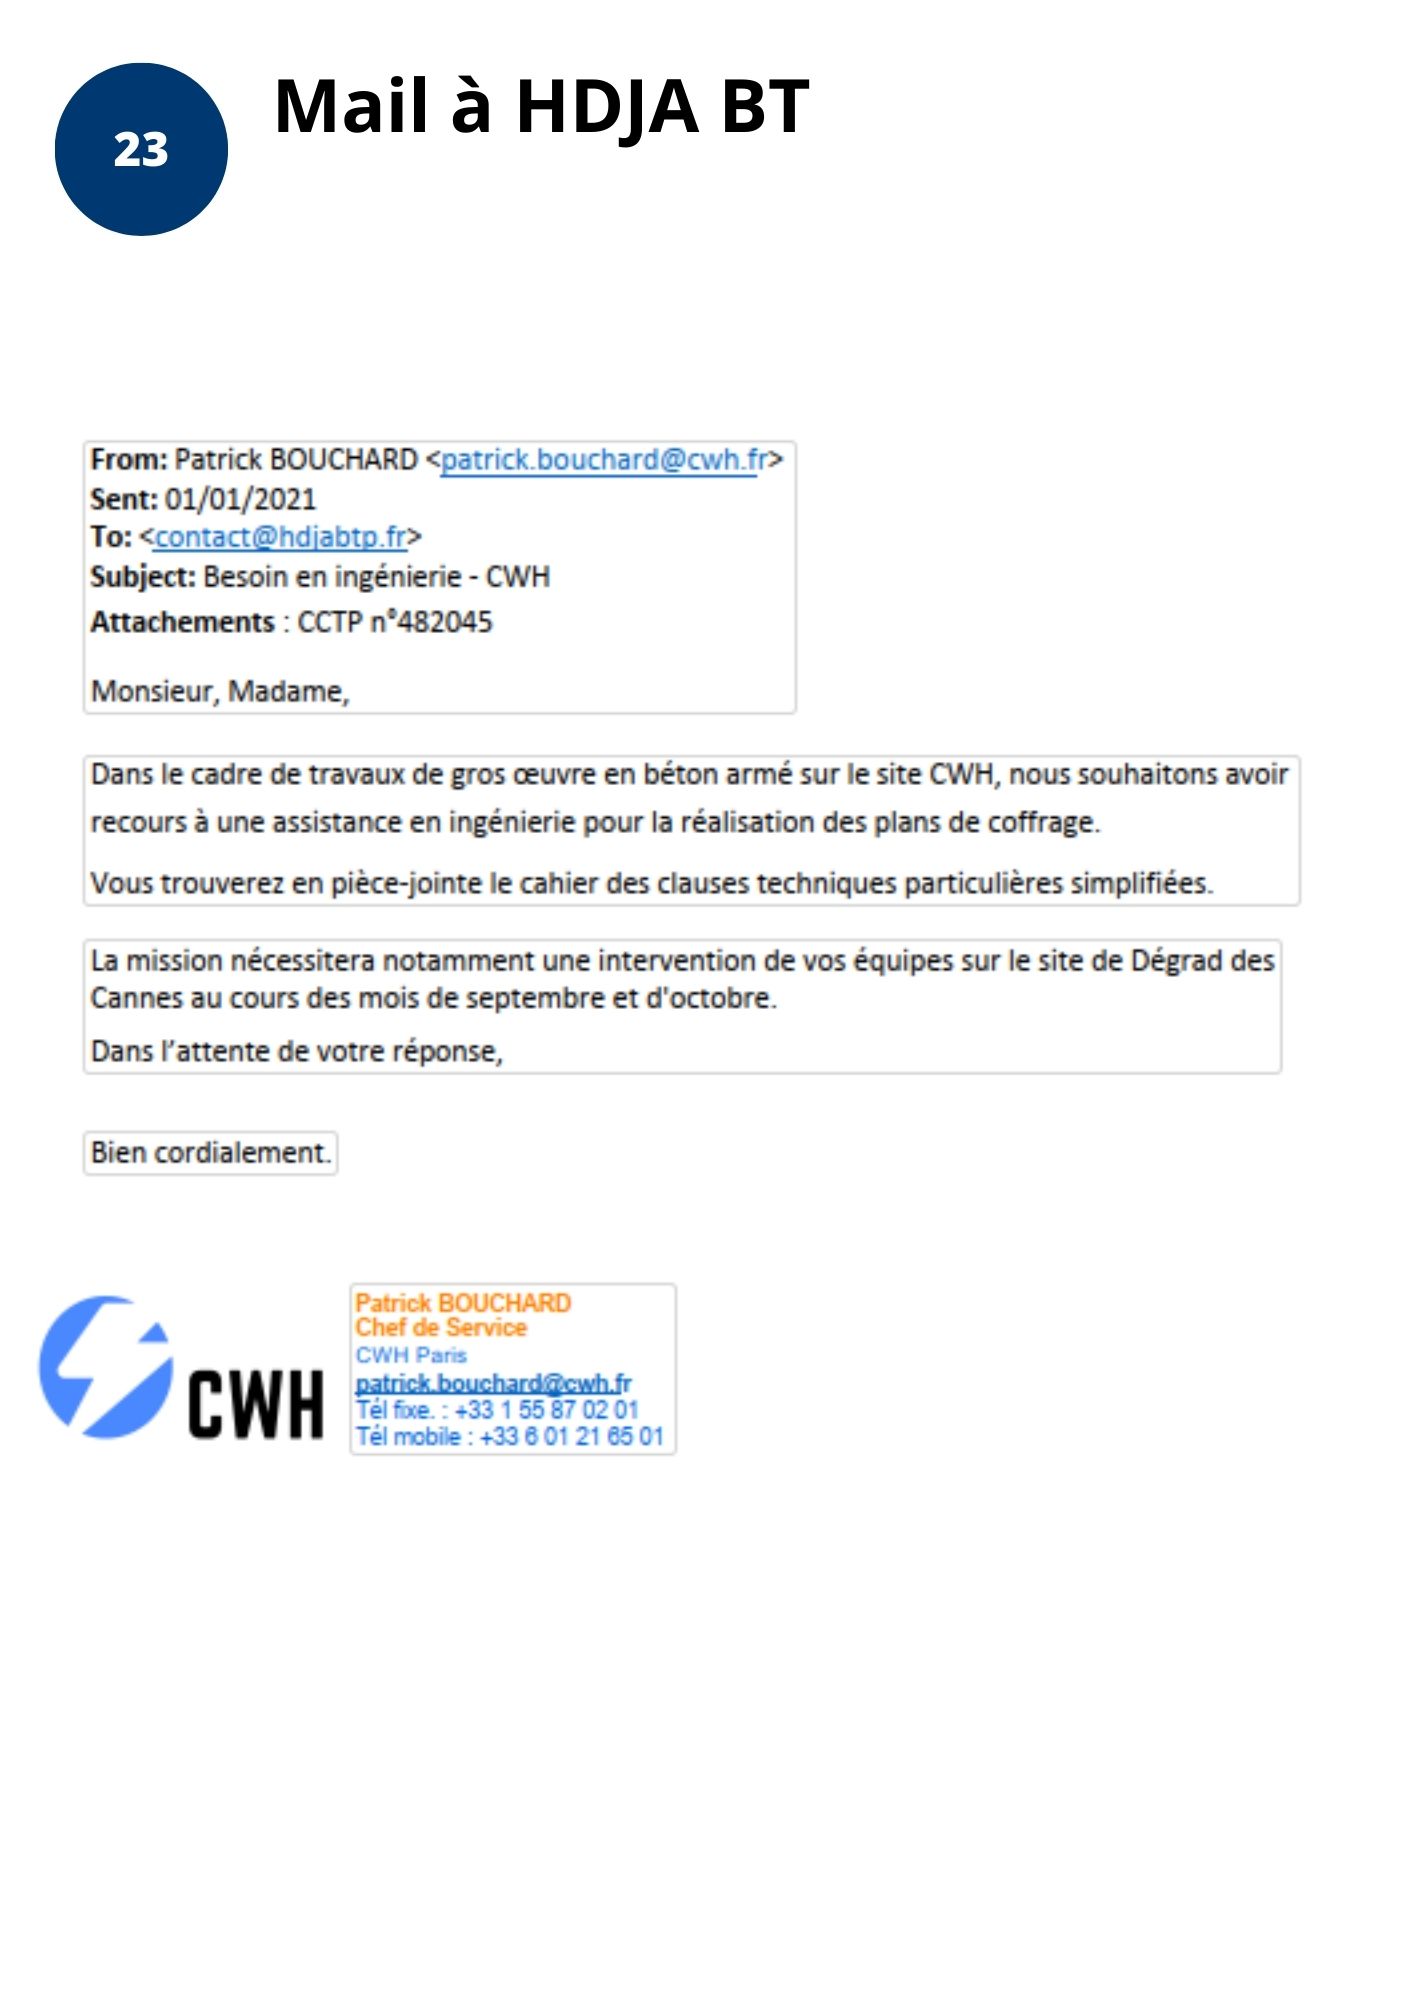 23
Mail à HDJA BT
From: Patrick BOUCHARD <patrick.bouchard@cwh.fr>
Sent: 01/01/2021
To: <contact@hdjabtp.fr>
Subject: Besoin en ingénierie - CWH
Attachements : CCTP n°482045
Monsieur, Madame,
Dans le cadre de travaux de gros œuvre en béton armé sur le site CWH, nous souhaitons avoir
recours à une assistance en ingénierie pour la réalisation des plans de coffrage.
Vous trouverez en pièce-jointe le cahier des clauses techniques particulières simplifiées.
La mission nécessitera notamment une intervention de vos équipes sur le site de Dégrad des
Cannes au cours des mois de septembre et d'octobre.
Dans l’attente de votre réponse,
Bien cordialement.
CWH
Patrick BOUCHARD
Chef de Service
CWH Paris
patrick.bouchard@cwh.fr
Tél fixe. : +33 1 55 87 02 01
Tél mobile : +33 6 01 21 65 01